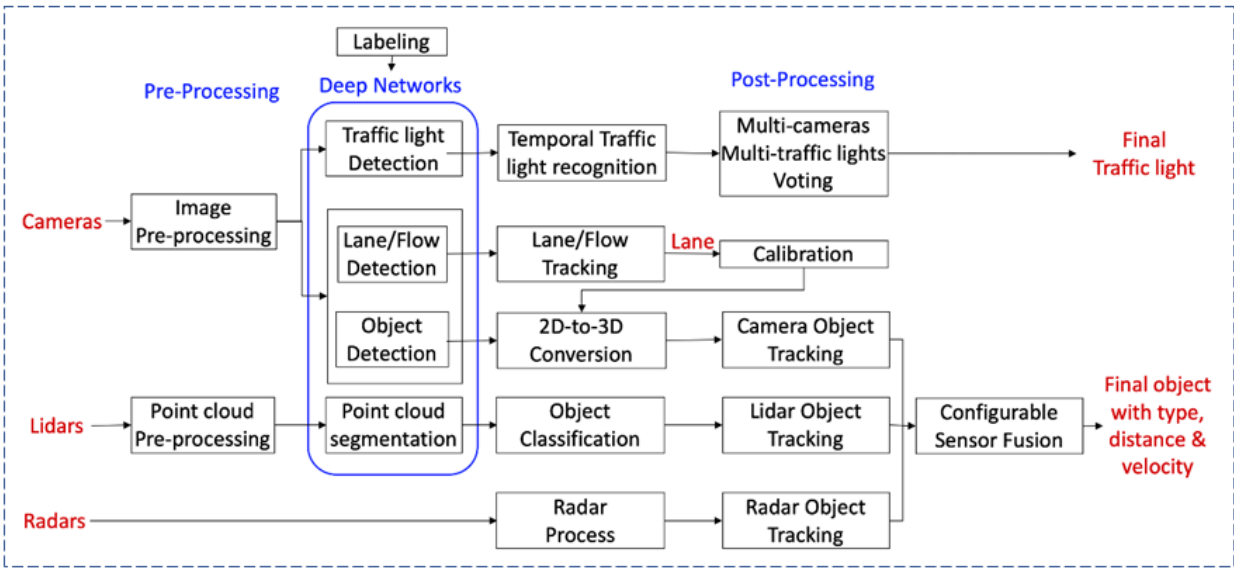 Labeling
Pre-Processing
Deep Networks
Post-Processing
Traffic light
Detection
Temporal Traffic
light recognition
Multi-cameras
Multi-traffic lights
Voting
Final
Traffic light
Cameras
Image
Pre-processing
Lane/Flow
Detection
Lane/Flow
Tracking
Lane
Calibration
Object
Detection
2D-to-3D
Conversion
Camera Object
Tracking
Lidars
Point cloud
Pre-processing
Point cloud
segmentation
Object
Classification
Lidar Object
Tracking
Configurable
Sensor Fusion
Final object
with type,
distance &
velocity
Radars
Radar
Process
Radar Object
Tracking